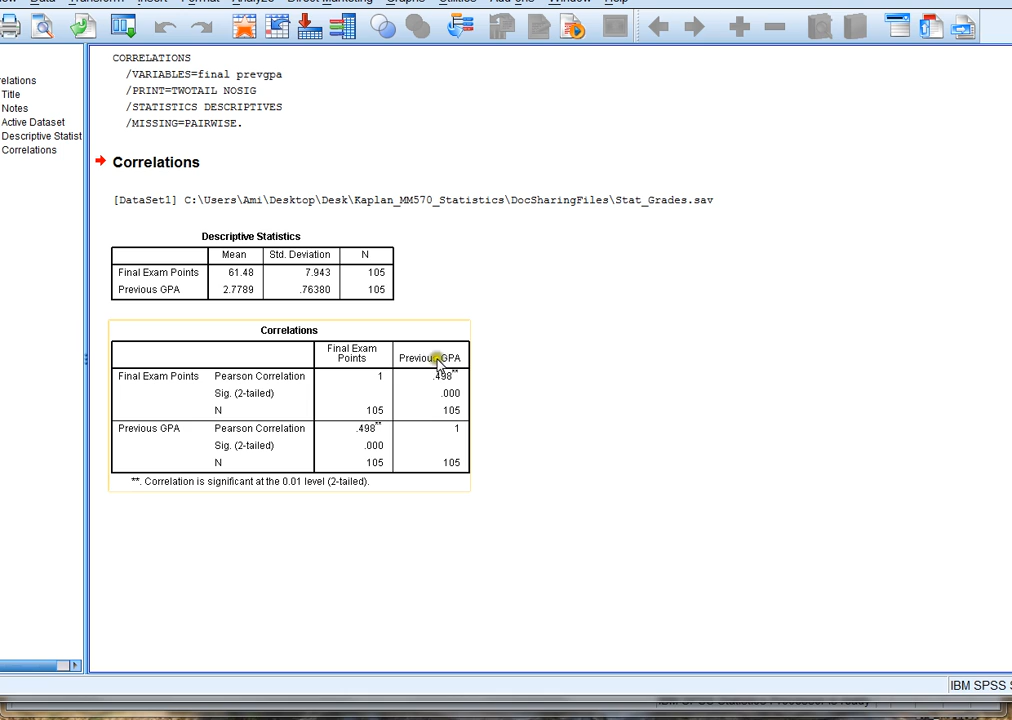 CORRELATIONS
/VARIABLES=final prevgpa
/PRINT=TWOTAIL NOSIG
/STATISTICS DESCRIPTIVES
/MISSING=PAIRWISE.
relations
Title
Notes
Active Dataset
Descriptive Statist
Correlations
Correlations
[DataSet1] C:\Users\Ami\Desktop\Desk\Kaplan_MM570_Statistics\DocSharingFiles\Stat_Grades.sav
Descriptive Statistics
Mean Std. Deviation N
Final Exam Points 61.48 7.943 105
Previous GPA 2.7789 .76380 105
Correlations
Final Exam
Points Previous GPA
Final Exam Points Pearson Correlation 1 .498**
Sig. (2-tailed) .000
N 105 105
Previous GPA Pearson Correlation .498** 1
Sig. (2-tailed) .000
N 105 105
**. Correlation is significant at the 0.01 level (2-tailed).
IBM SPSS S